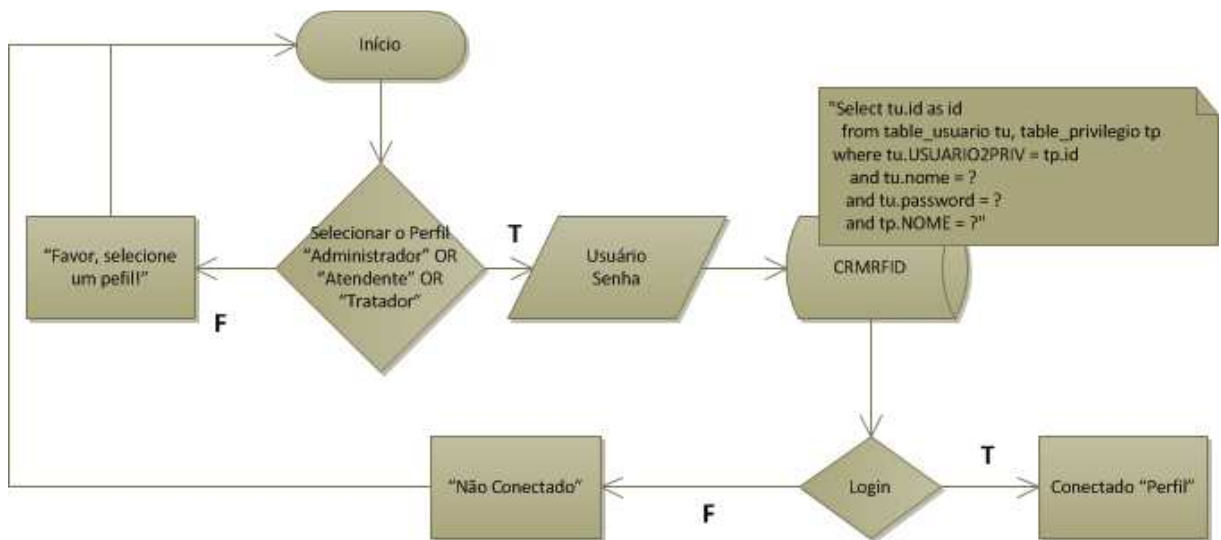 Início
"Select tu.id as id
from table_usuario tu, table_privilegio tp
where tu.USUARIO2PRIV = tp.id
and tu.nome = ?
and tu.password = ?
and tp.NOME = ?"
"Favor, selecione
um pefil!"
F
Selecionar o Perfil
"Administrador" OR
"Atendente" OR
"Tratador"
T
Usuário
Senha
CRMRFID
"Não Conectado"
F
Login
T
Conectado "Perfil"